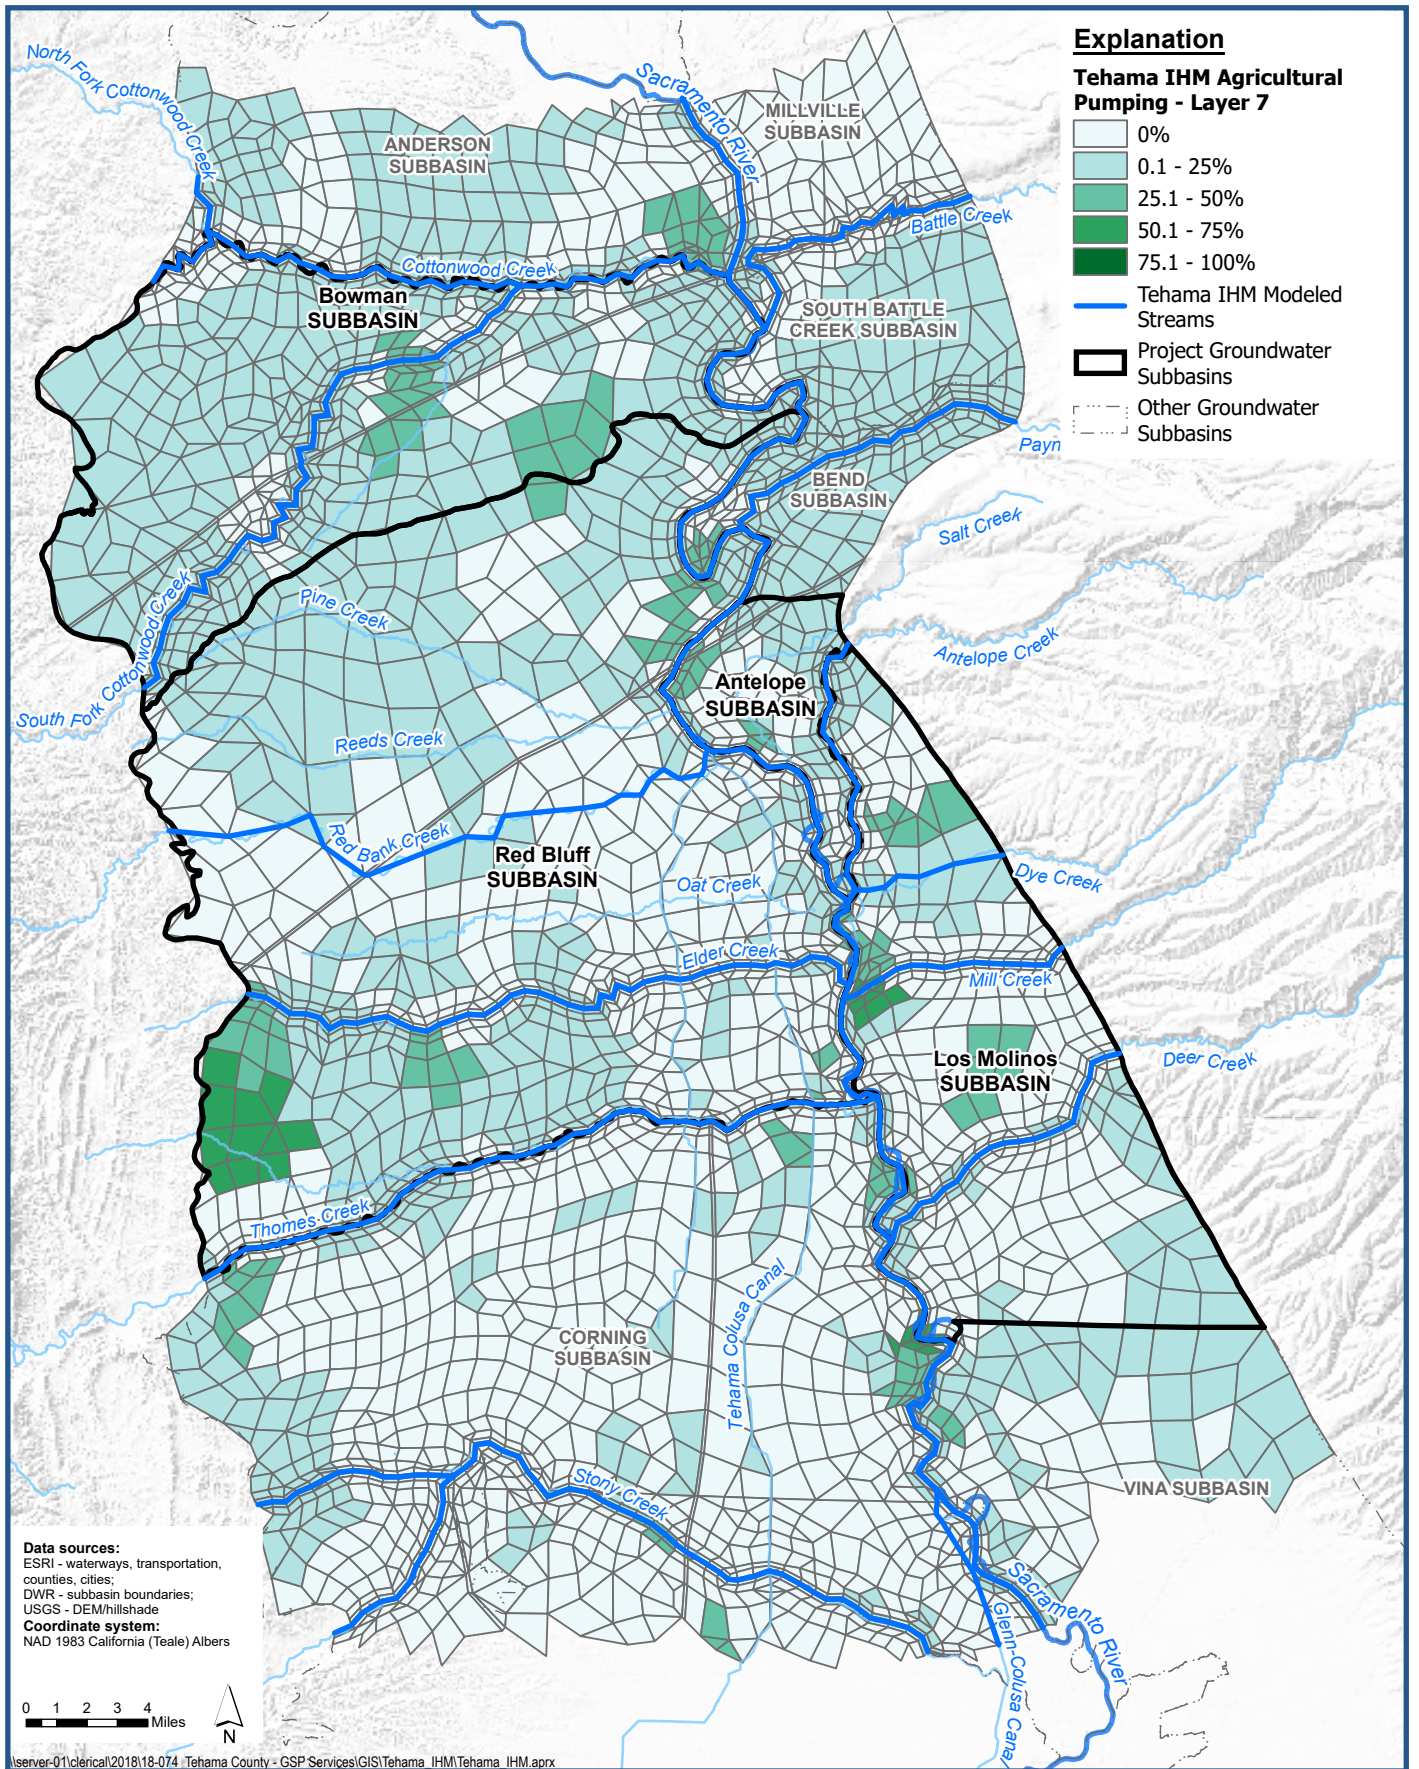 Explanation
Tehama IHM Agricultural
Pumping - Layer 7
0%
0.1 - 25%
25.1 - 50%
50.1 - 75%
75.1 - 100%
Tehama IHM Modeled
Streams
Project Groundwater
Subbasins
Other Groundwater
Subbasins
North Fork Cottonwood Creek
Sacramento River
MILLVILLE
SUBBASIN
ANDERSON
SUBBASIN
Battle Creek
Cottonwood Creek
Bowman
SUBBASIN
SOUTH BATTLE
CREEK SUBBASIN
Payn
BEND
SUBBASIN
Salt Creek
Pine Creek
South Fork Cottonwood Creek
Antelope Creek
Antelope
SUBBASIN
Reeds Creek
Red Bank Creek
Red Bluff
SUBBASIN
Oat Creek
Dye Creek
Elder Creek
Mill Creek
Los Molinos
SUBBASIN
Deer Creek
Thomes Creek
Tehama Colusa Canal
CORNING
SUBBASIN
Stony Creek
VINA SUBBASIN
Sacramento River
Glenn-Colusa Canal
Data sources:
ESRI - waterways, transportation,
counties, cities;
DWR - subbasin boundaries;
USGS - DEM/hillshade
Coordinate system:
NAD 1983 California (Teale) Albers
0 1 2 3 4
Miles
N
\\server-01\clerical\2018\18-074_Tehama County - GSP Services\GIS\Tehama_IHM\Tehama_IHM.aprx